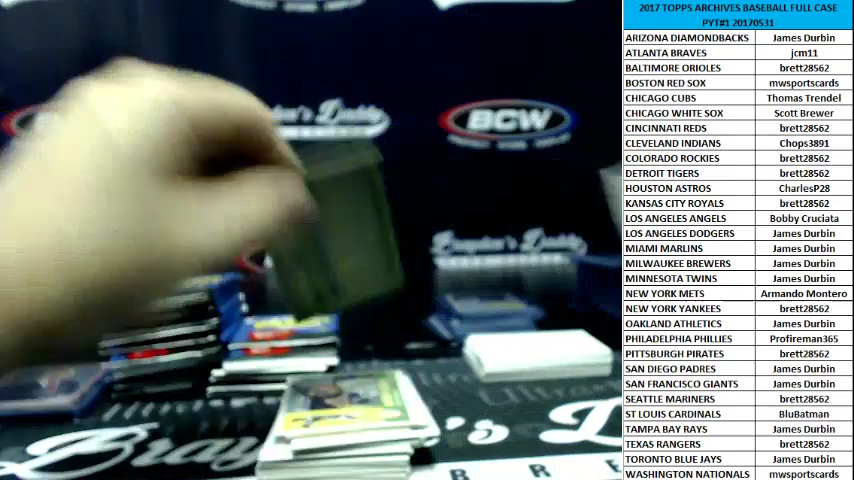 2017 TOPPS ARCHIVES BASEBALL FULL CASE
PYT#1 20170531
ARIZONA DIAMONDBACKS James Durbin
ATLANTA BRAVES jcm11
BALTIMORE ORIOLES brett28562
BOSTON RED SOX mwsportscards
CHICAGO CUBS Thomas Trendel
CHICAGO WHITE SOX Scott Brewer
CINCINNATI REDS brett28562
CLEVELAND INDIANS Chops3891
COLORADO ROCKIES brett28562
DETROIT TIGERS brett28562
HOUSTON ASTROS CharlesP28
KANSAS CITY ROYALS brett28562
LOS ANGELES ANGELS Bobby Cruciata
LOS ANGELES DODGERS James Durbin
MIAMI MARLINS James Durbin
MILWAUKEE BREWERS James Durbin
MINNESOTA TWINS James Durbin
NEW YORK METS Armando Montero
NEW YORK YANKEES brett28562
OAKLAND ATHLETICS James Durbin
PHILADELPHIA PHILLIES Profireman365
PITTSBURGH PIRATES brett28562
SAN DIEGO PADRES James Durbin
SAN FRANCISCO GIANTS James Durbin
SEATTLE MARINERS brett28562
ST LOUIS CARDINALS BluBatman
TAMPA BAY RAYS James Durbin
TEXAS RANGERS brett28562
TORONTO BLUE JAYS James Durbin
WASHINGTON NATIONALS mwsportscards
BCW
Brayden's Daddy
Bray 's D
B R E